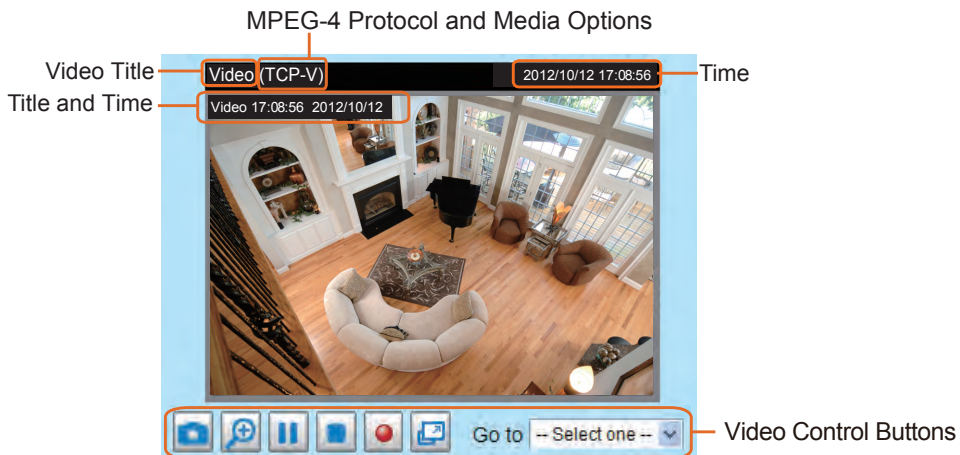 MPEG-4 Protocol and Media Options
Video Title
Video (TCP-V)
2012/10/12 17:08:56
Time
Title and Time
Video 17:08:56 2012/10/12
Go to
-- Select one --
Video Control Buttons